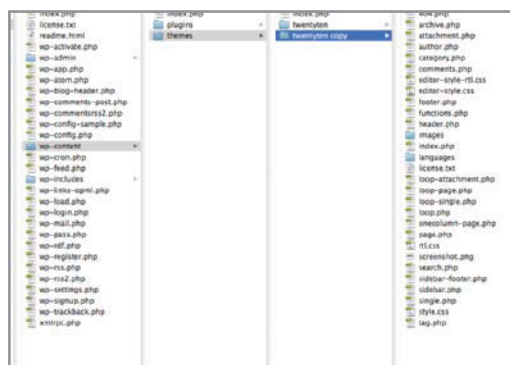 index.php
license.txt
readme.html
wp-activate.php
wp-admin
wp-app.php
wp-atom.php
wp-blog-header.php
wp-comments-post.php
wp-commentsrss2.php
wp-config-sample.php
wp-config.php
wp-content
wp-cron.php
wp-feed.php
wp-includes
wp-links-opml.php
wp-load.php
wp-login.php
wp-mail.php
wp-pass.php
wp-rdf.php
wp-register.php
wp-rss.php
wp-rss2.php
wp-settings.php
wp-signup.php
wp-trackback.php
xmlrpc.php
index.php
plugins
themes
index.php
twentyten
twentyten copy
404.php
archive.php
attachment.php
author.php
category.php
comments.php
editor-style-rtl.css
editor-style.css
footer.php
functions.php
header.php
images
index.php
languages
license.txt
loop-attachment.php
loop-page.php
loop-single.php
loop.php
onecolumn-page.php
page.php
rtl.css
screenshot.png
search.php
sidebar-footer.php
sidebar.php
single.php
style.css
tag.php